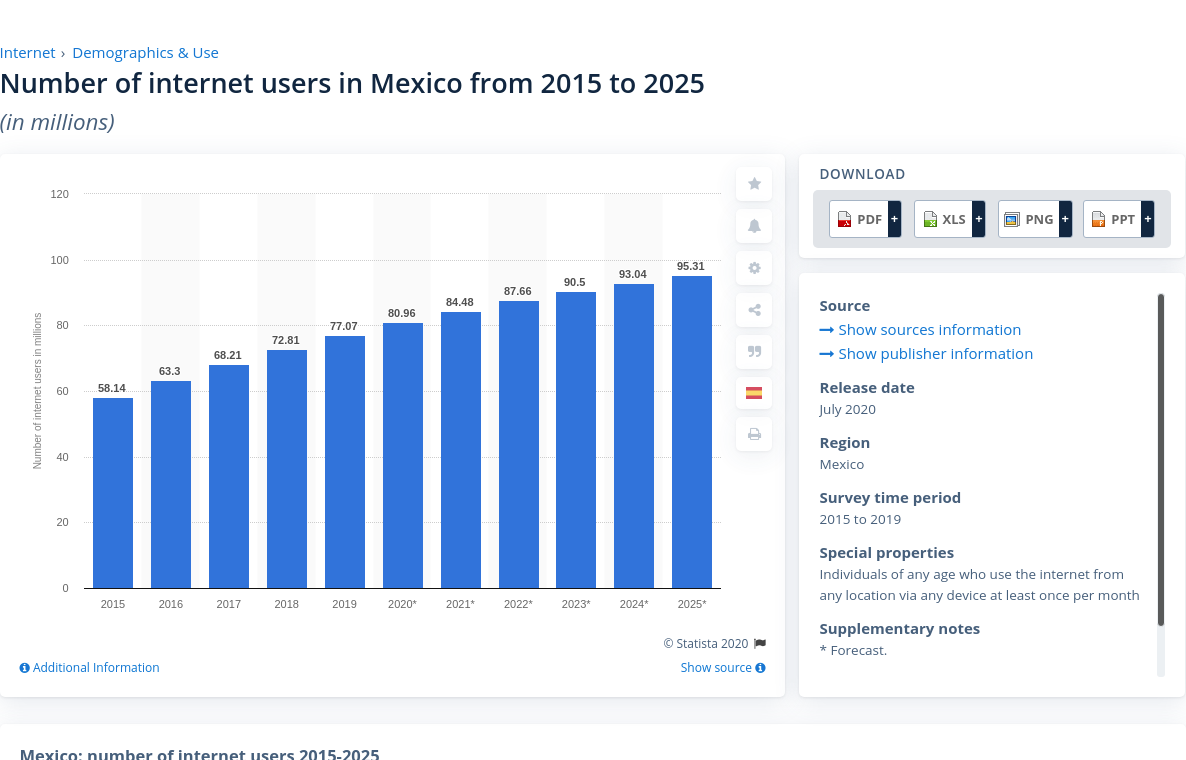 Internet › Demographics & Use
Number of internet users in Mexico from 2015 to 2025
(in millions)
120
100
80
60
40
20
0
Number of internet users in millions
58.14
63.3
68.21
72.81
77.07
80.96
84.48
87.66
90.5
93.04
95.31
2015
2016
2017
2018
2019
2020*
2021*
2022*
2023*
2024*
2025*
© Statista 2020
Additional Information
Show source
DOWNLOAD
PDF +
XLS +
PNG +
PPT +
Source
Show sources information
Show publisher information
Release date
July 2020
Region
Mexico
Survey time period
2015 to 2019
Special properties
Individuals of any age who use the internet from
any location via any device at least once per month
Supplementary notes
* Forecast.
Mexico: number of internet users 2015-2025